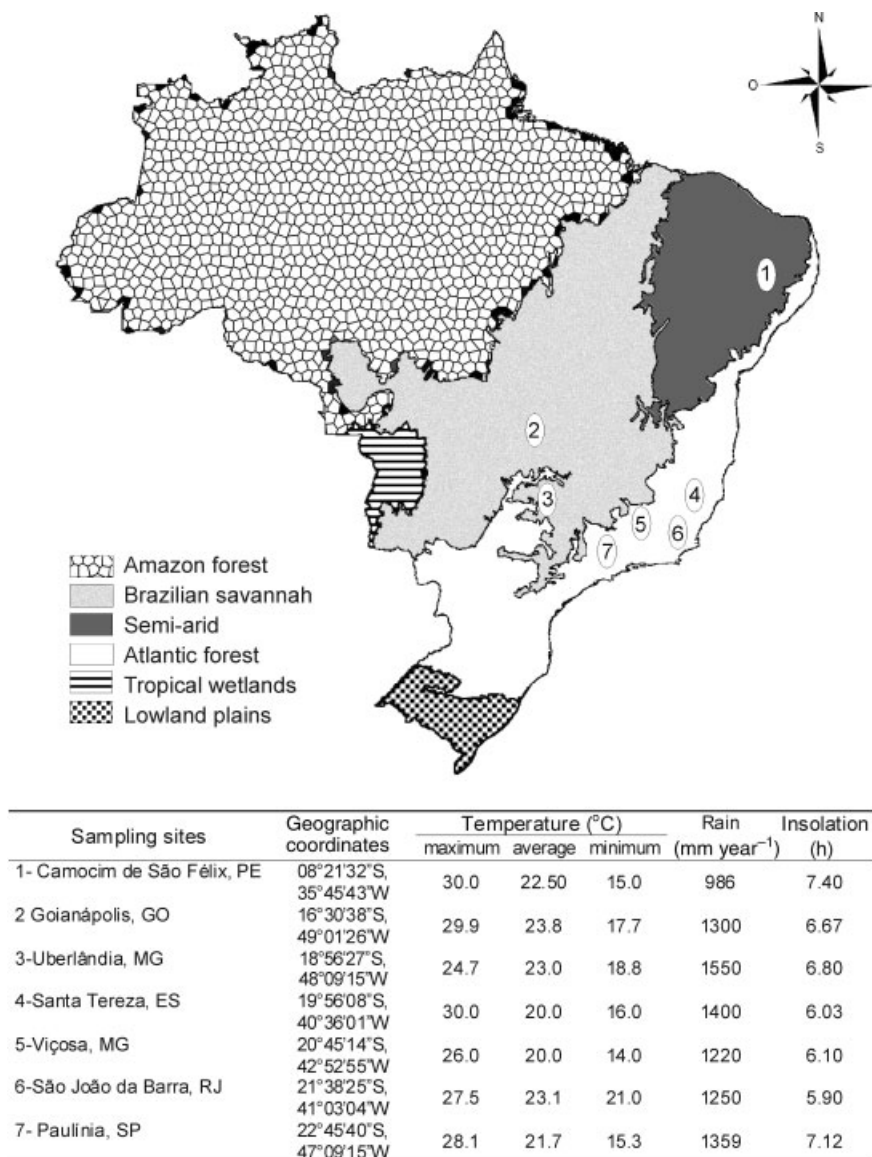 N
O
S
1
2
3
4
5
6
7
Amazon forest
Brazilian savannah
Semi-arid
Atlantic forest
Tropical wetlands
Lowland plains
Sampling sites Geographic coordinates Temperature (°C) Rain (mm year−1) Insolation (h)
maximum average minimum
1- Camocim de São Félix, PE 08°21'32"S, 35°45'43"W 30.0 22.50 15.0 986 7.40
2 Goianápolis, GO 16°30'38"S, 49°01'26"W 29.9 23.8 17.7 1300 6.67
3-Uberlândia, MG 18°56'27"S, 48°09'15"W 24.7 23.0 18.8 1550 6.80
4-Santa Tereza, ES 19°56'08"S, 40°36'01"W 30.0 20.0 16.0 1400 6.03
5-Viçosa, MG 20°45'14"S, 42°52'55"W 26.0 20.0 14.0 1220 6.10
6-São João da Barra, RJ 21°38'25"S, 41°03'04"W 27.5 23.1 21.0 1250 5.90
7- Paulínia, SP 22°45'40"S, 47°09'15"W 28.1 21.7 15.3 1359 7.12